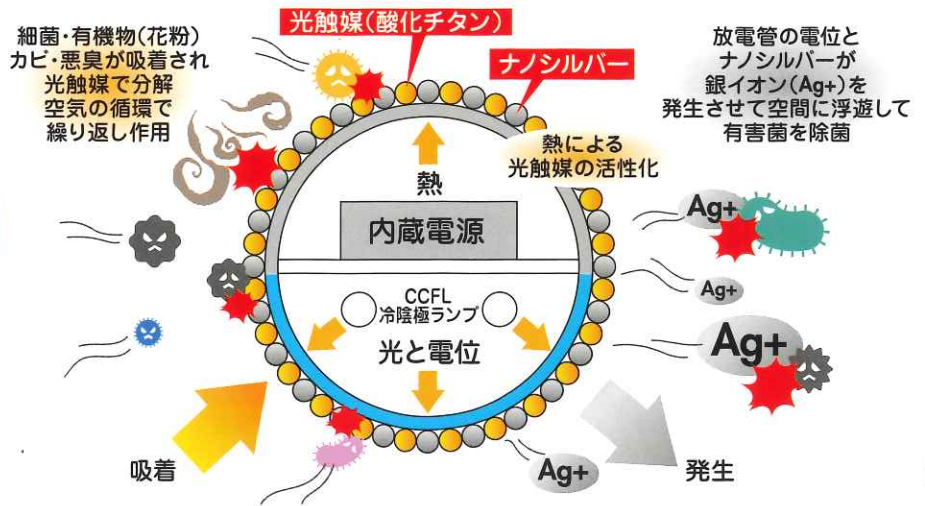 細菌・有機物(花粉)
カビ・悪臭が吸着され
光触媒で分解
空気の循環で
繰り返し作用
光触媒(酸化チタン)
ナノシルバー
放電管の電位と
ナノシルバーが
銀イオン(Ag+)を
発生させて空間に浮遊して
有害菌を除菌
熱による
光触媒の活性化
熱
内蔵電源
CCFL
冷陰極ランプ
光と電位
Ag+
Ag+
Ag+
Ag+
吸着
発生